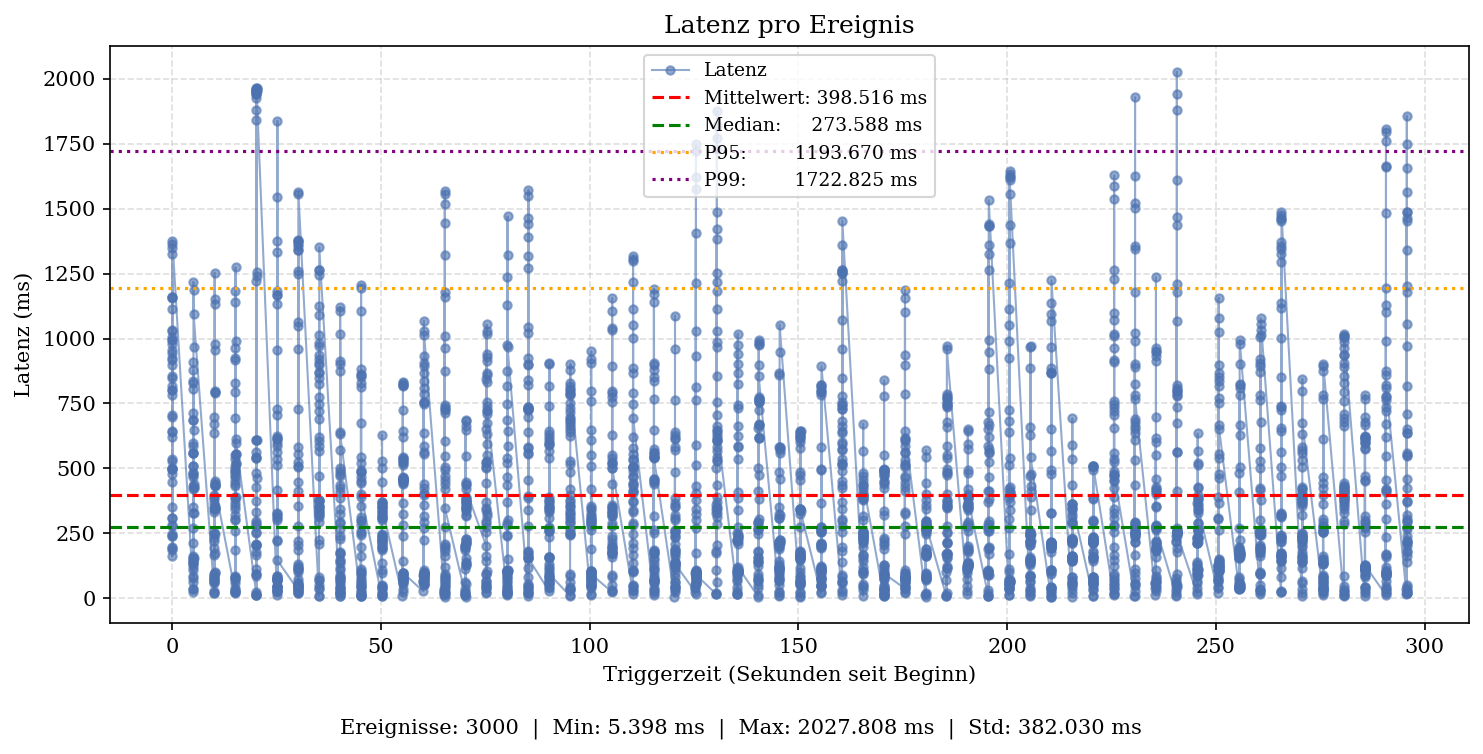 Latenz pro Ereignis
Latenz (ms)
2000
1750
1500
1250
1000
750
500
250
0
Latenz
Mittelwert: 398.516 ms
Median: 273.588 ms
P95: 1193.670 ms
P99: 1722.825 ms
0 50 100 150 200 250 300
Triggerzeit (Sekunden seit Beginn)
Ereignisse: 3000 | Min: 5.398 ms | Max: 2027.808 ms | Std: 382.030 ms